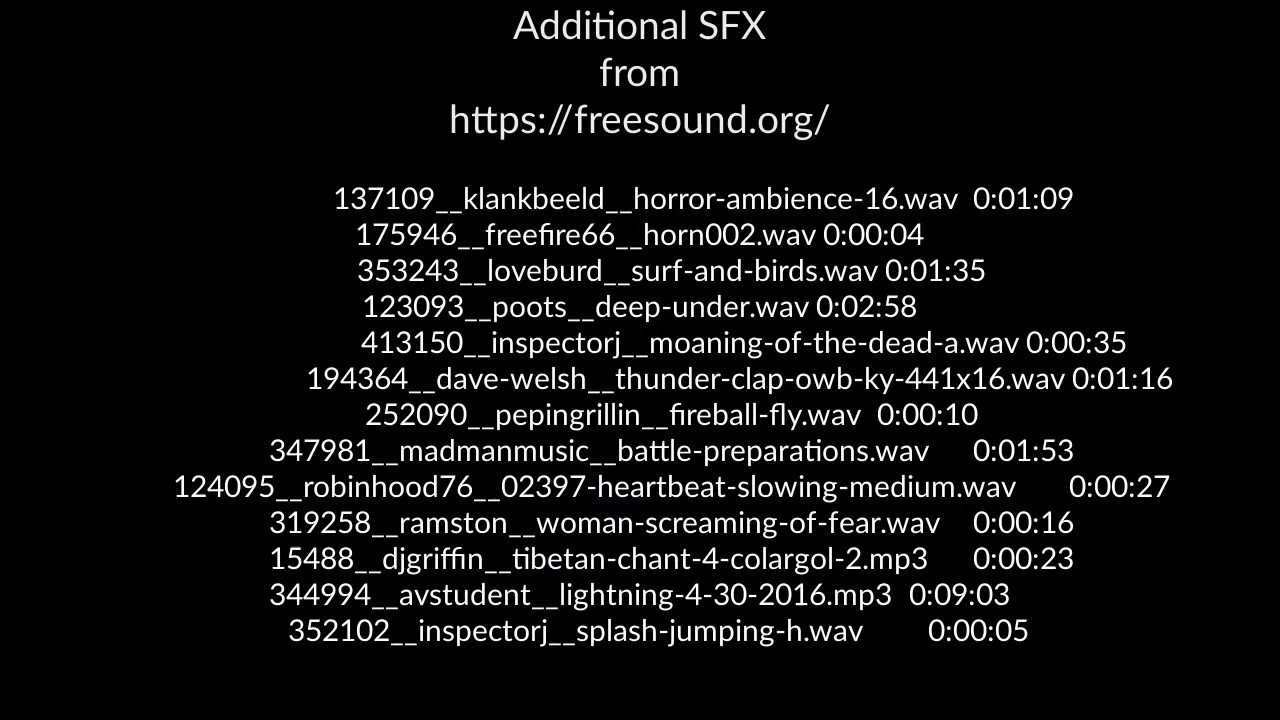 Additional SFX
from
https://freesound.org/
137109__klankbeeld__horror-ambience-16.wav 0:01:09
175946__freefire66__horn002.wav 0:00:04
353243__loveburd__surf-and-birds.wav 0:01:35
123093__poots__deep-under.wav 0:02:58
413150__inspectorj__moaning-of-the-dead-a.wav 0:00:35
194364__dave-welsh__thunder-clap-owb-ky-441x16.wav 0:01:16
252090__pepingrillin__fireball-fly.wav 0:00:10
347981__madmanmusic__battle-preparations.wav 0:01:53
124095__robinhood76__02397-heartbeat-slowing-medium.wav 0:00:27
319258__ramston__woman-screaming-of-fear.wav 0:00:16
15488__djgriffin__tibetan-chant-4-colargol-2.mp3 0:00:23
344994__avstudent__lightning-4-30-2016.mp3 0:09:03
352102__inspectorj__splash-jumping-h.wav 0:00:05